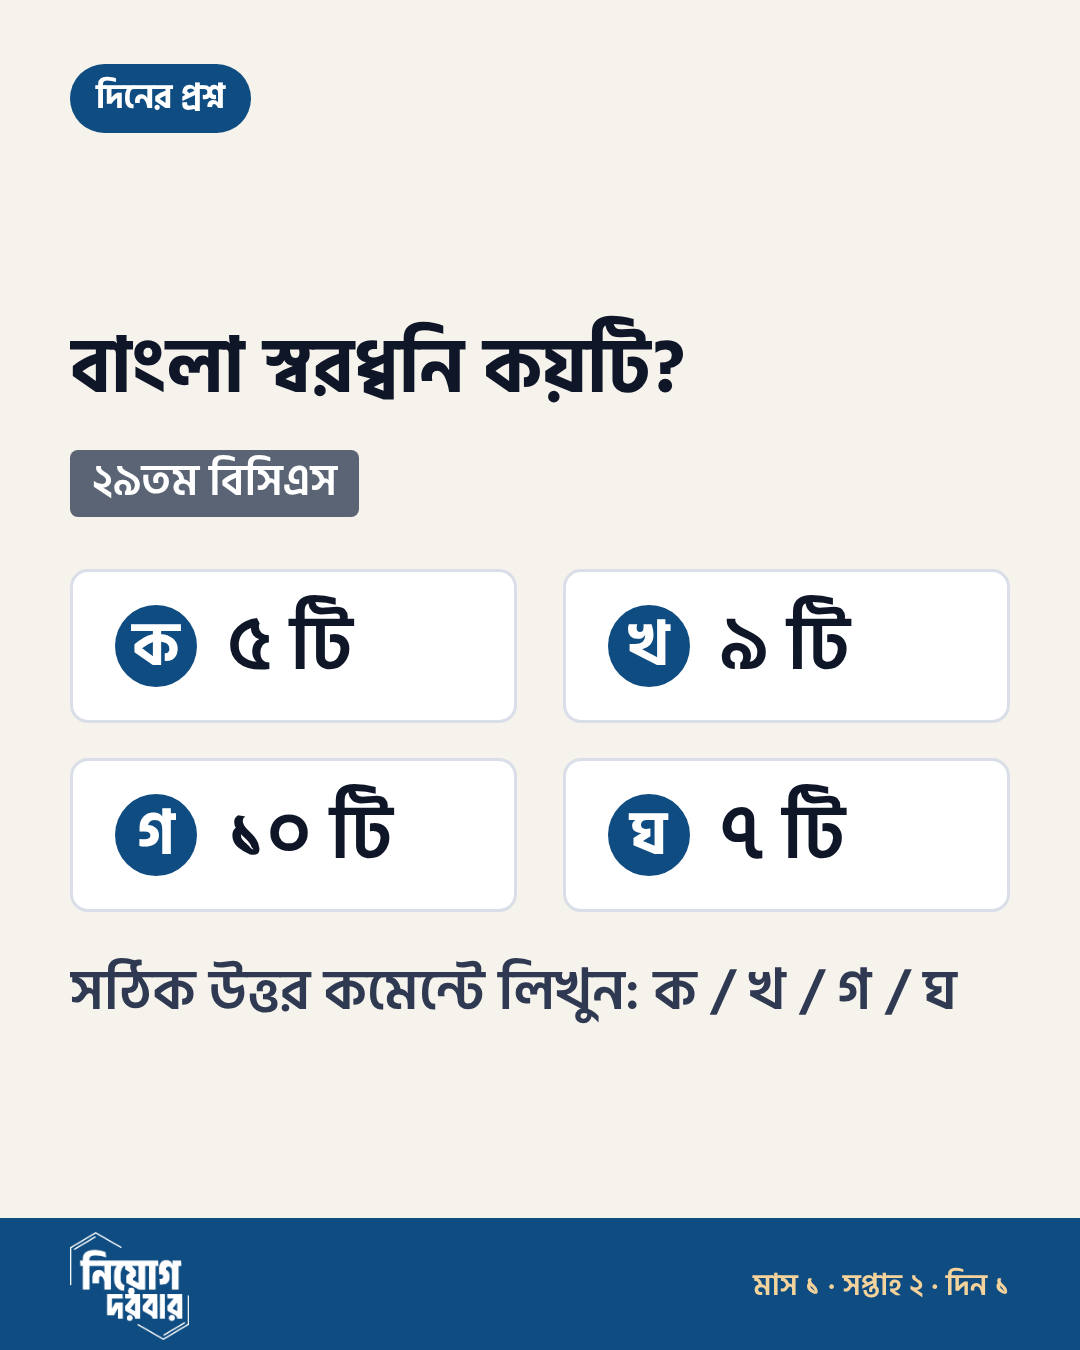 দিনের প্রশ্ন
বাংলা স্বরধ্বনি কয়টি?
২৯তম বিসিএস
ক ৫ টি
খ ৯ টি
গ ১০ টি
ঘ ৭ টি
সঠিক উত্তর কমেন্টে লিখুন: ক / খ / গ / ঘ
নিয়োগ
দরবার
মাস ১ · সপ্তাহ ২ · দিন ১